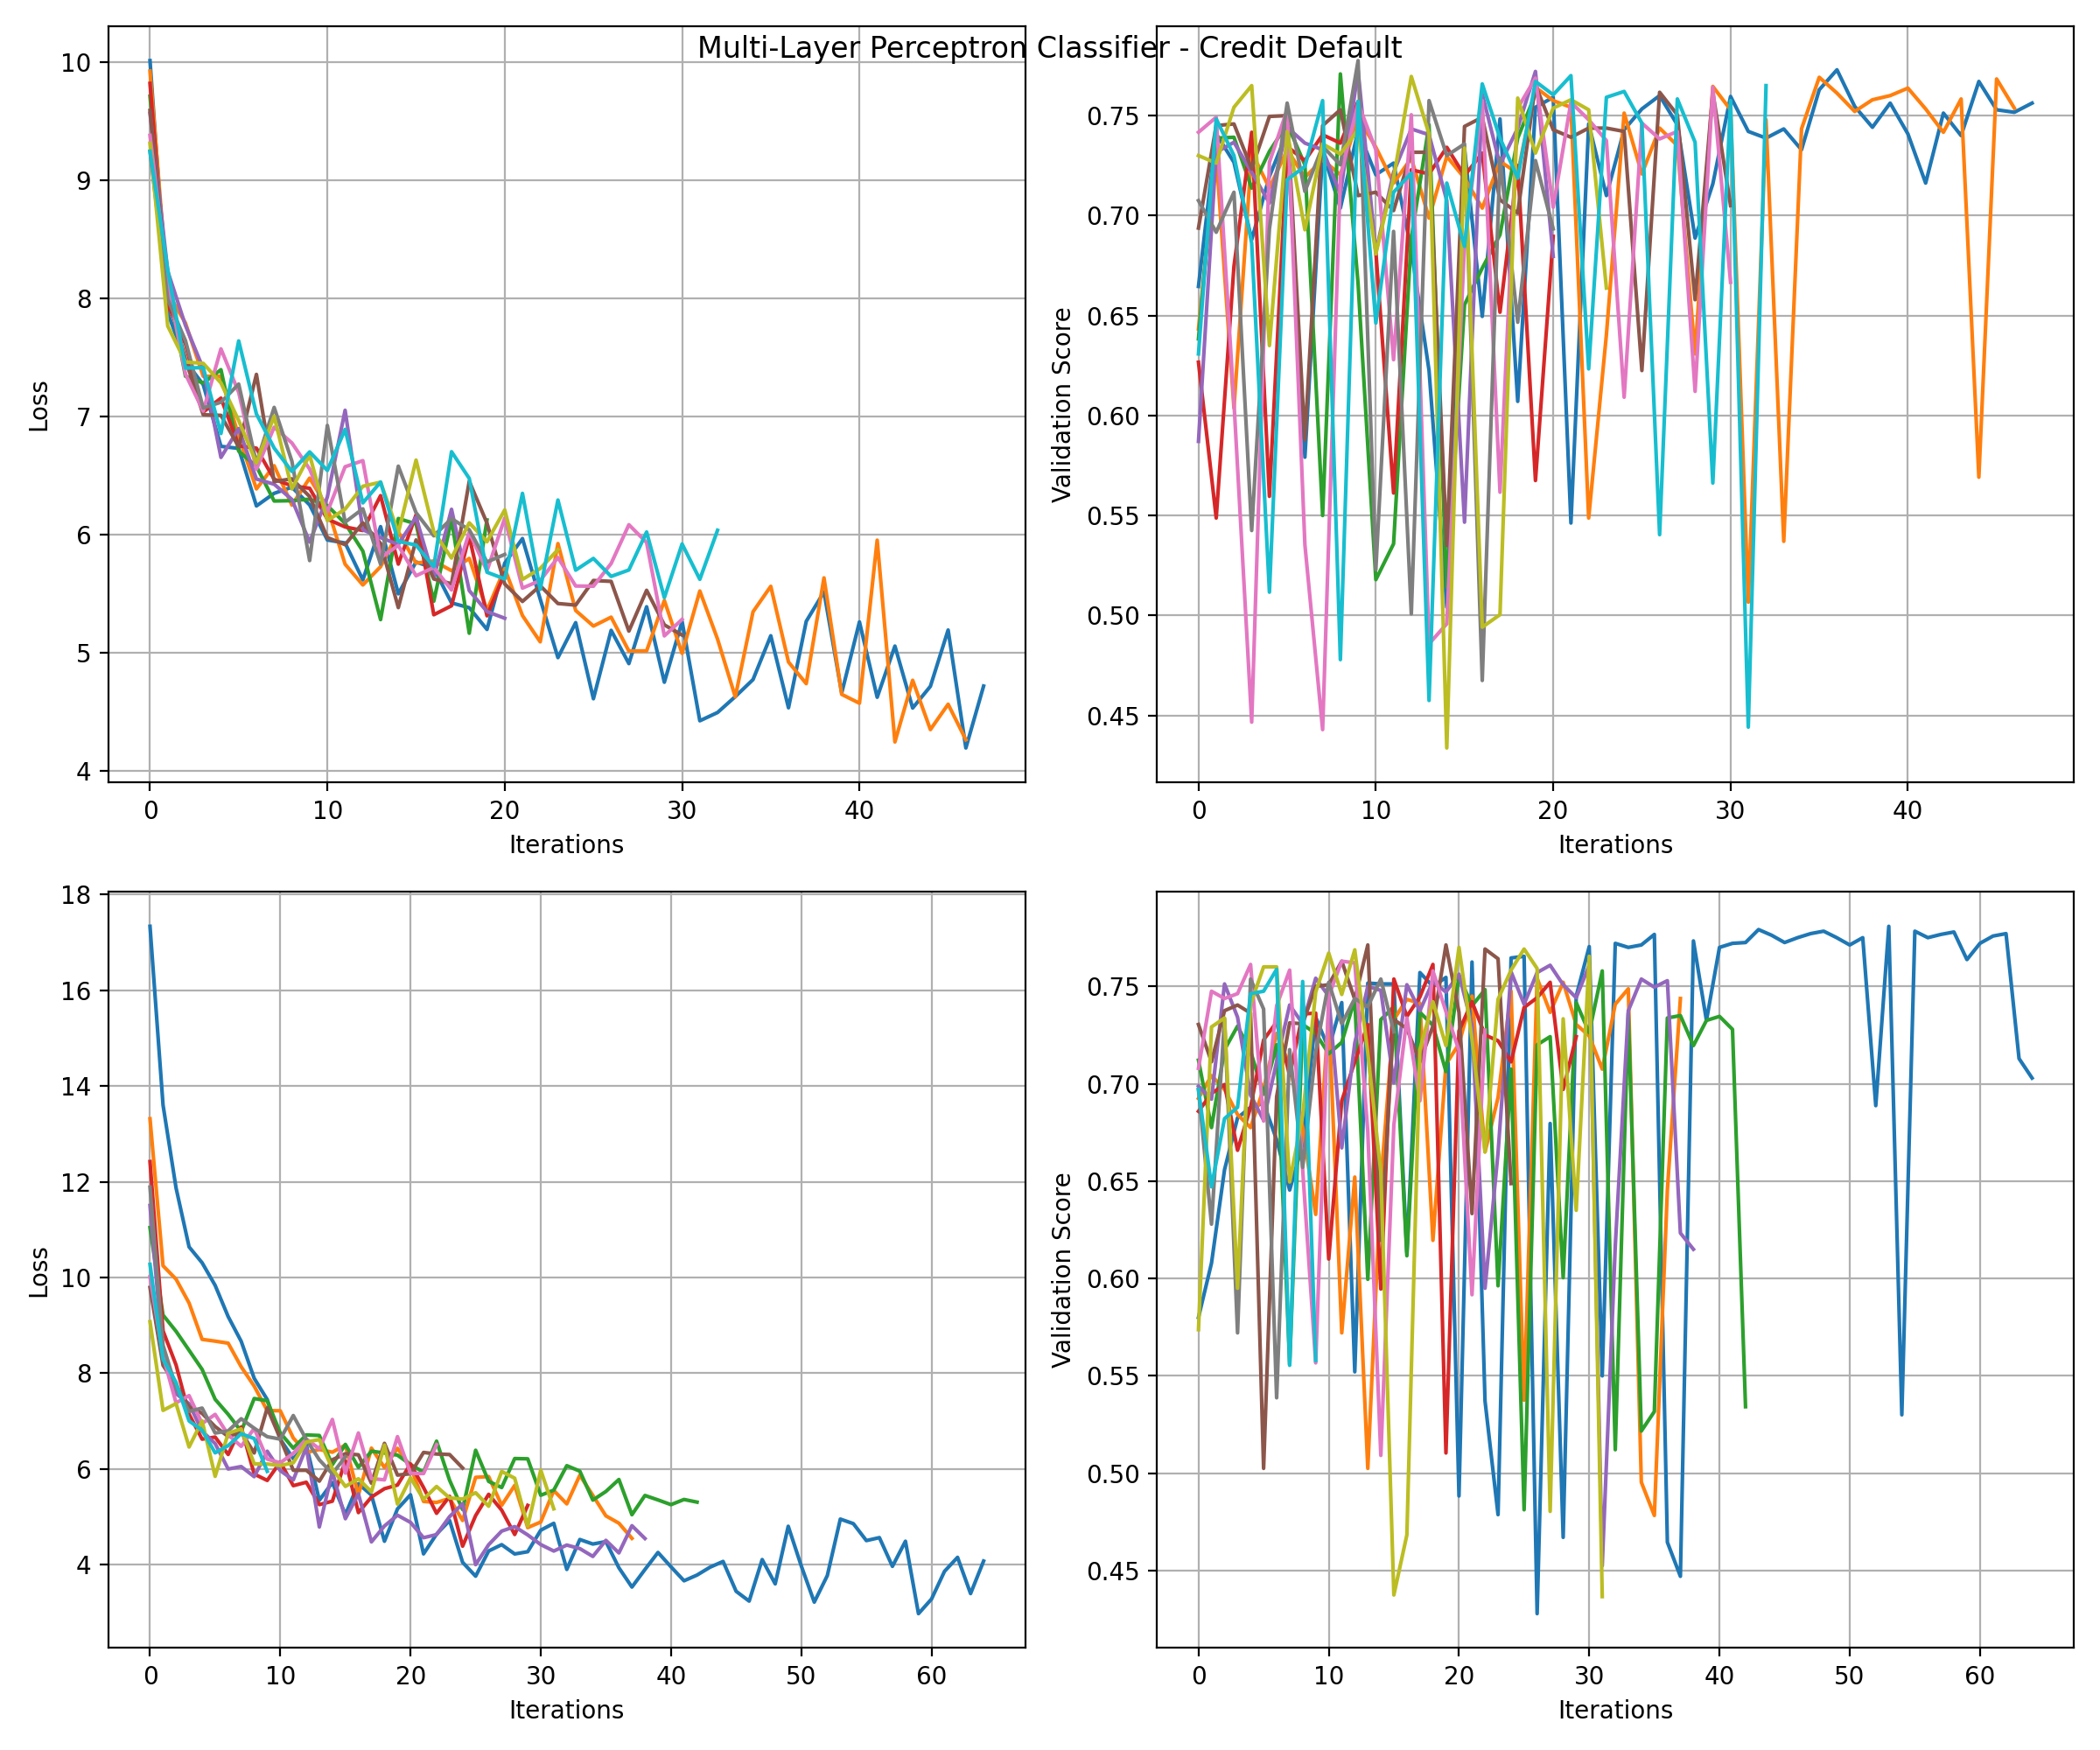 Multi-Layer Perceptron Classifier - Credit Default
10
9
8
7
6
5
4
Loss
0 10 20 30 40
Iterations
0.75
0.70
0.65
0.60
0.55
0.50
0.45
Validation Score
0 10 20 30 40
Iterations
18
16
14
12
10
8
6
4
Loss
0 10 20 30 40 50 60
Iterations
0.75
0.70
0.65
0.60
0.55
0.50
0.45
Validation Score
0 10 20 30 40 50 60
Iterations